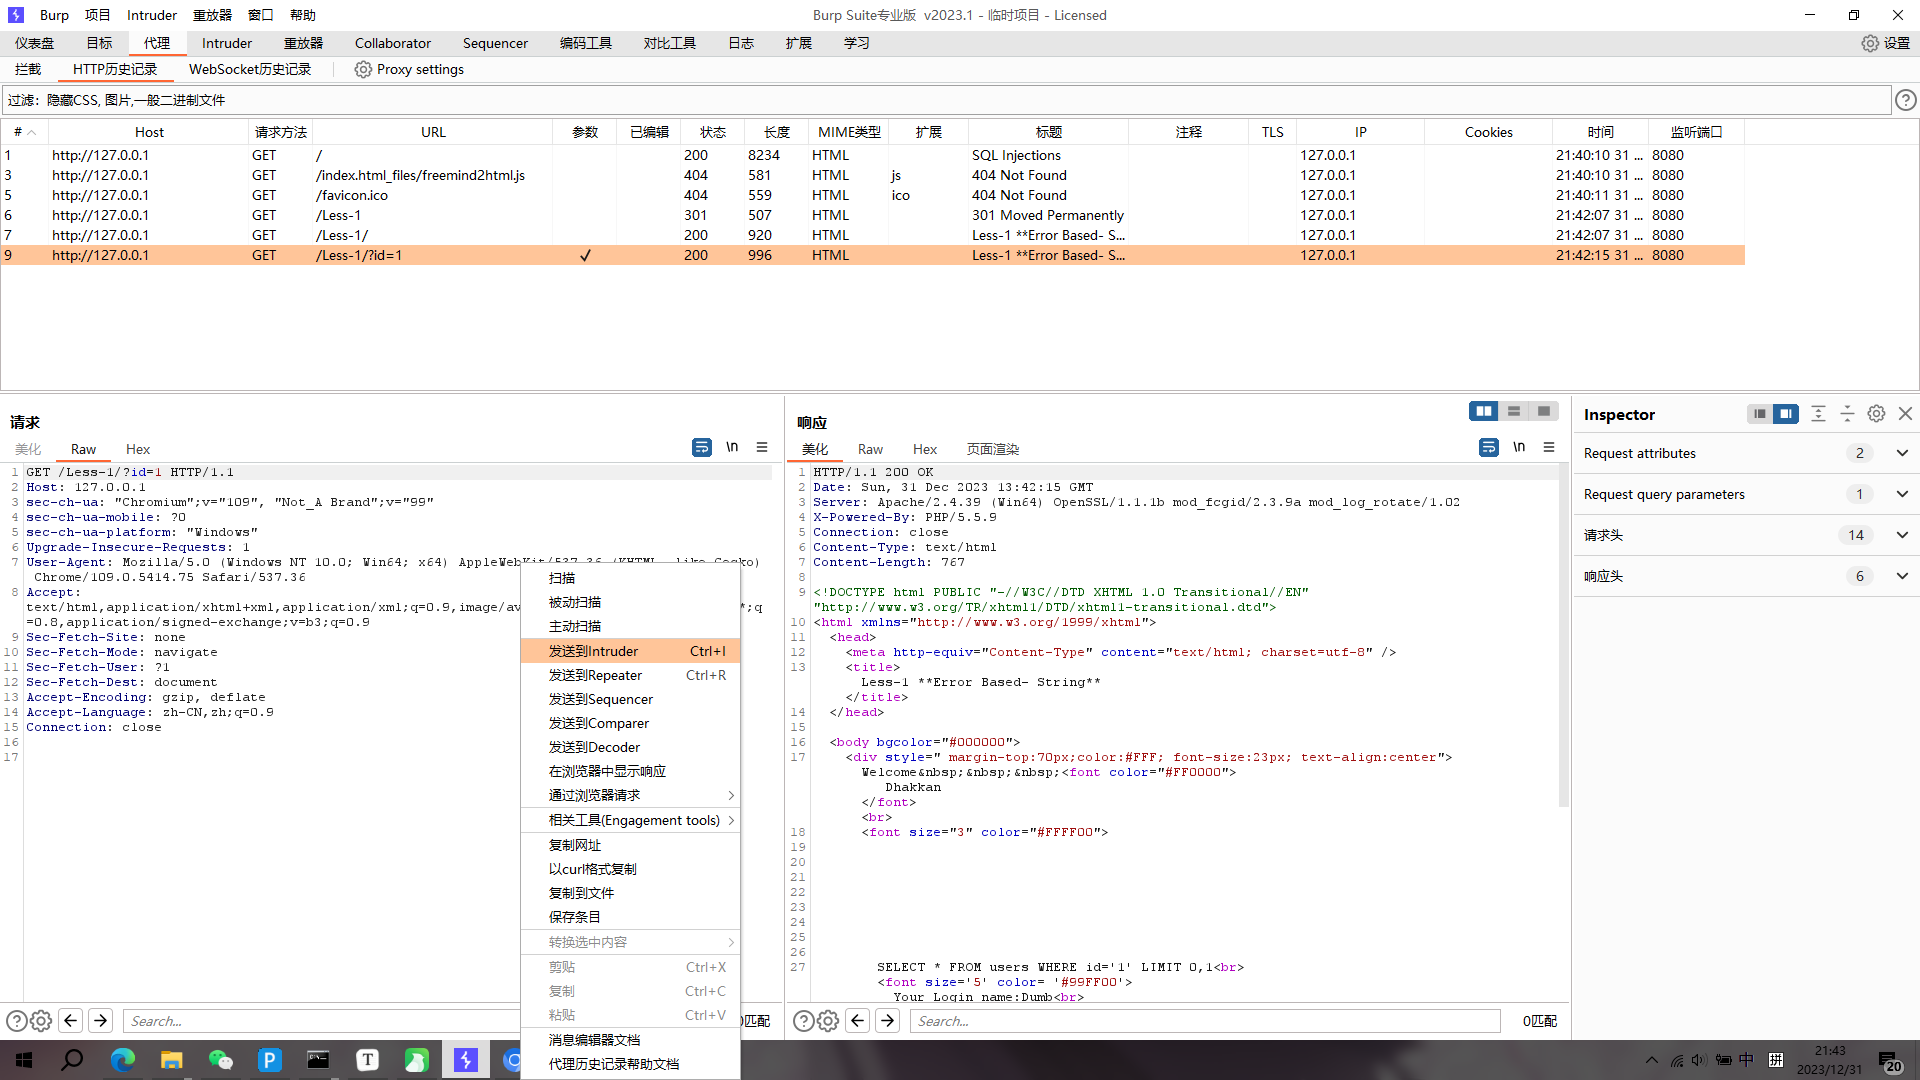 Burp 项目 Intruder 重放器 窗口 帮助 Burp Suite专业版 v2023.1 - 临时项目 - Licensed
仪表盘 目标 代理 Intruder 重放器 Collaborator Sequencer 编码工具 对比工具 日志 扩展 学习 设置
拦截 HTTP历史记录 WebSocket历史记录 Proxy settings
过滤: 隐藏CSS, 图片,一般二进制文件
# Host 请求方法 URL 参数 已编辑 状态 长度 MIME类型 扩展 标题 注释 TLS IP Cookies 时间 监听端口
1 http://127.0.0.1 GET / 200 8234 HTML SQL Injections 127.0.0.1 21:40:10 31 ... 8080
3 http://127.0.0.1 GET /index.html_files/freemind2html.js 404 581 HTML js 404 Not Found 127.0.0.1 21:40:10 31 ... 8080
5 http://127.0.0.1 GET /favicon.ico 404 559 HTML ico 404 Not Found 127.0.0.1 21:40:11 31 ... 8080
6 http://127.0.0.1 GET /Less-1 301 507 HTML 301 Moved Permanently 127.0.0.1 21:42:07 31 ... 8080
7 http://127.0.0.1 GET /Less-1/ 200 920 HTML Less-1 **Error Based- S... 127.0.0.1 21:42:07 31 ... 8080
9 http://127.0.0.1 GET /Less-1/?id=1 ✓ 200 996 HTML Less-1 **Error Based- S... 127.0.0.1 21:42:15 31 ... 8080
请求
美化 Raw Hex \n
1 GET /Less-1/?id=1 HTTP/1.1
2 Host: 127.0.0.1
3 sec-ch-ua: "Chromium";v="109", "Not_A Brand";v="99"
4 sec-ch-ua-mobile: ?0
5 sec-ch-ua-platform: "Windows"
6 Upgrade-Insecure-Requests: 1
7 User-Agent: Mozilla/5.0 (Windows NT 10.0; Win64; x64) AppleWebKit/537.36 (KHTML, like Gecko)
Chrome/109.0.5414.75 Safari/537.36
8 Accept:
text/html,application/xhtml+xml,application/xml;q=0.9,image/av *;q
=0.8,application/signed-exchange;v=b3;q=0.9
9 Sec-Fetch-Site: none
10 Sec-Fetch-Mode: navigate
11 Sec-Fetch-User: ?1
12 Sec-Fetch-Dest: document
13 Accept-Encoding: gzip, deflate
14 Accept-Language: zh-CN,zh;q=0.9
15 Connection: close
16
17
Search...
0匹配
扫描
被动扫描
主动扫描
发送到Intruder Ctrl+I
发送到Repeater Ctrl+R
发送到Sequencer
发送到Comparer
发送到Decoder
在浏览器中显示响应
通过浏览器请求
相关工具(Engagement tools)
复制网址
以curl格式复制
复制到文件
保存条目
转换选中内容
剪贴 Ctrl+X
复制 Ctrl+C
粘贴 Ctrl+V
消息编辑器文档
代理历史记录帮助文档
响应
美化 Raw Hex 页面渲染 \n
1 HTTP/1.1 200 OK
2 Date: Sun, 31 Dec 2023 13:42:15 GMT
3 Server: Apache/2.4.39 (Win64) OpenSSL/1.1.1b mod_fcgid/2.3.9a mod_log_rotate/1.02
4 X-Powered-By: PHP/5.5.9
5 Connection: close
6 Content-Type: text/html
7 Content-Length: 767
8
9 <!DOCTYPE html PUBLIC "-//W3C//DTD XHTML 1.0 Transitional//EN"
"http://www.w3.org/TR/xhtml1/DTD/xhtml1-transitional.dtd">
10 <html xmlns="http://www.w3.org/1999/xhtml">
11 <head>
12 <meta http-equiv="Content-Type" content="text/html; charset=utf-8" />
13 <title>
Less-1 **Error Based- String**
</title>
14 </head>
15
16 <body bgcolor="#000000">
17 <div style=" margin-top:70px;color:#FFF; font-size:23px; text-align:center">
Welcome&nbsp;&nbsp;&nbsp;<font color="#FF0000">
Dhakkan
</font>
<br>
18 <font size="3" color="#FFFF00">
19
20
21
22
23
24
25
26
27 SELECT * FROM users WHERE id='1' LIMIT 0,1<br>
<font size='5' color= '#99FF00'>
Your Login name:Dumb<br>
Search...
0匹配
Inspector
Request attributes 2
Request query parameters 1
请求头 14
响应头 6
中 拼
21:43
2023/12/31
20